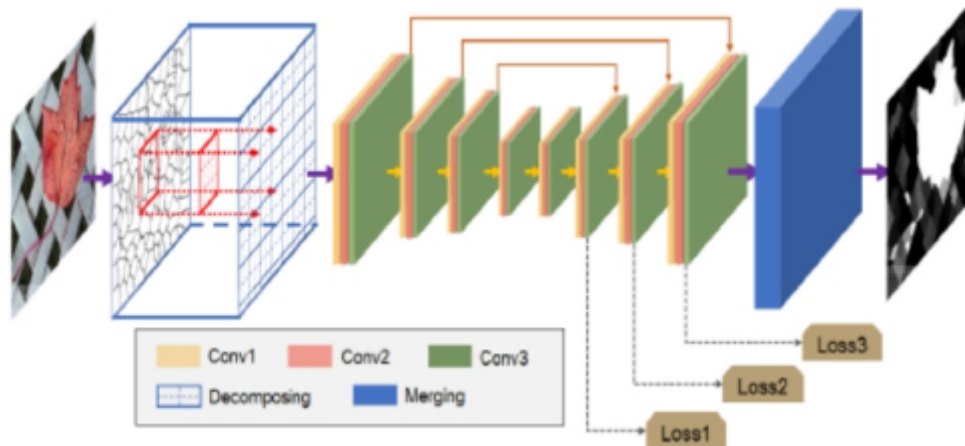 Loss3
Conv1 Conv2 Conv3
Loss2
Decomposing Merging
Loss1